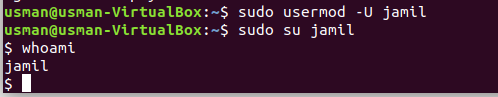 usman@usman-VirtualBox:~$ sudo usermod -U jamil
usman@usman-VirtualBox:~$ sudo su jamil
$ whoami
jamil
$